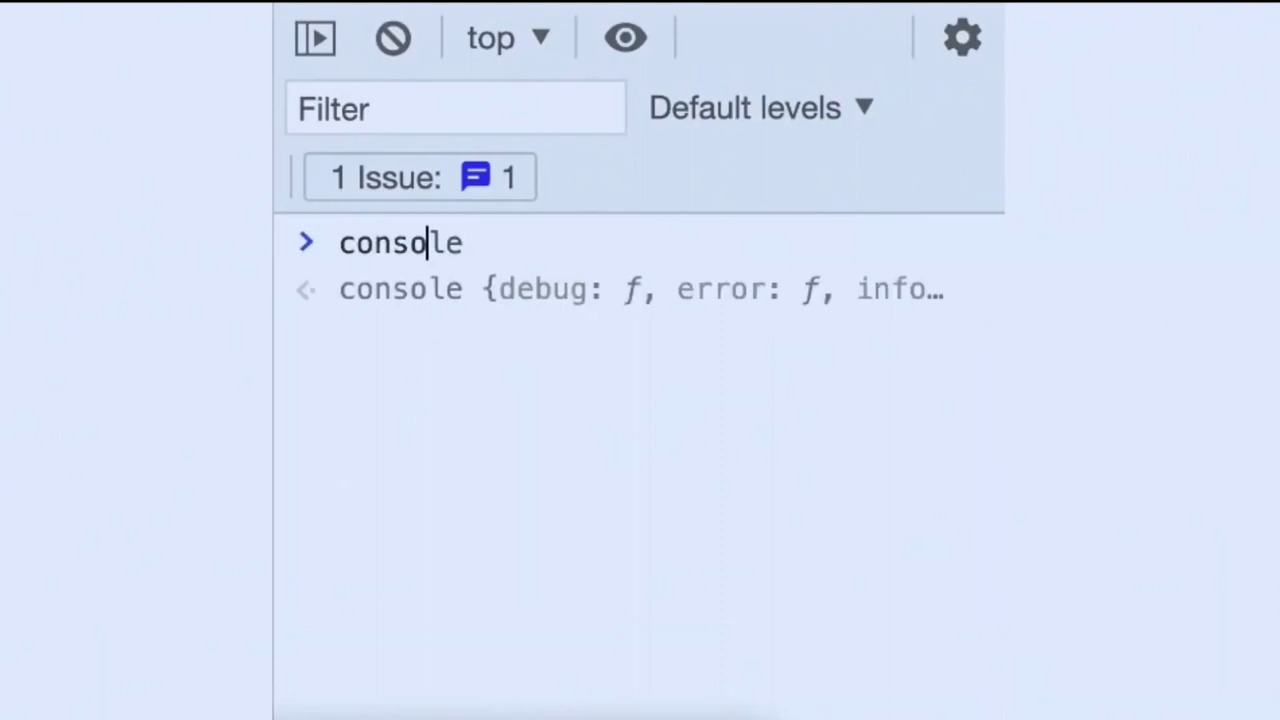 top
Filter
Default levels
1 Issue: 1
> console
console {debug: ƒ, error: ƒ, info…